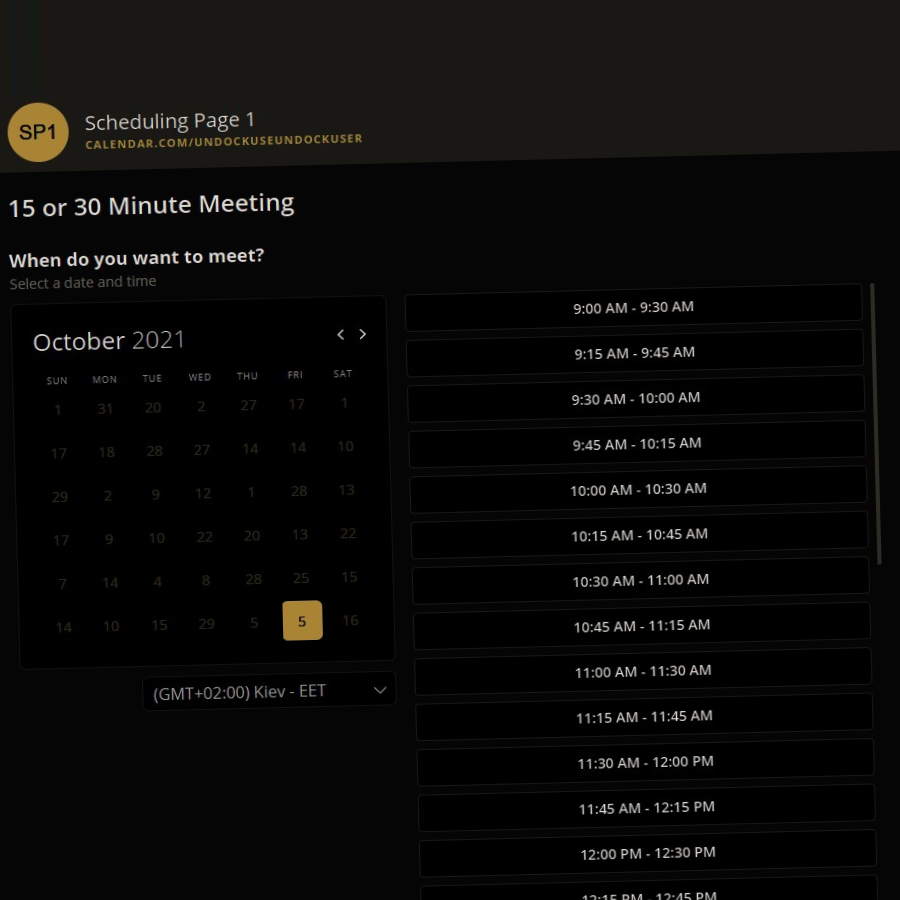 SP1
Scheduling Page 1
CALENDAR.COM/UNDOCKUSEUNDOCKUSER
15 or 30 Minute Meeting
When do you want to meet?
Select a date and time
October 2021
SUN MON TUE WED THU FRI SAT
1 31 20 2 27 17 1
17 18 28 27 14 14 10
29 2 9 12 1 28 13
17 9 10 22 20 13 22
7 14 4 8 28 25 15
14 10 15 29 5 5 16
(GMT+02:00) Kiev - EET
9:00 AM - 9:30 AM
9:15 AM - 9:45 AM
9:30 AM - 10:00 AM
9:45 AM - 10:15 AM
10:00 AM - 10:30 AM
10:15 AM - 10:45 AM
10:30 AM - 11:00 AM
10:45 AM - 11:15 AM
11:00 AM - 11:30 AM
11:15 AM - 11:45 AM
11:30 AM - 12:00 PM
11:45 AM - 12:15 PM
12:00 PM - 12:30 PM
12:15 PM - 12:45 PM